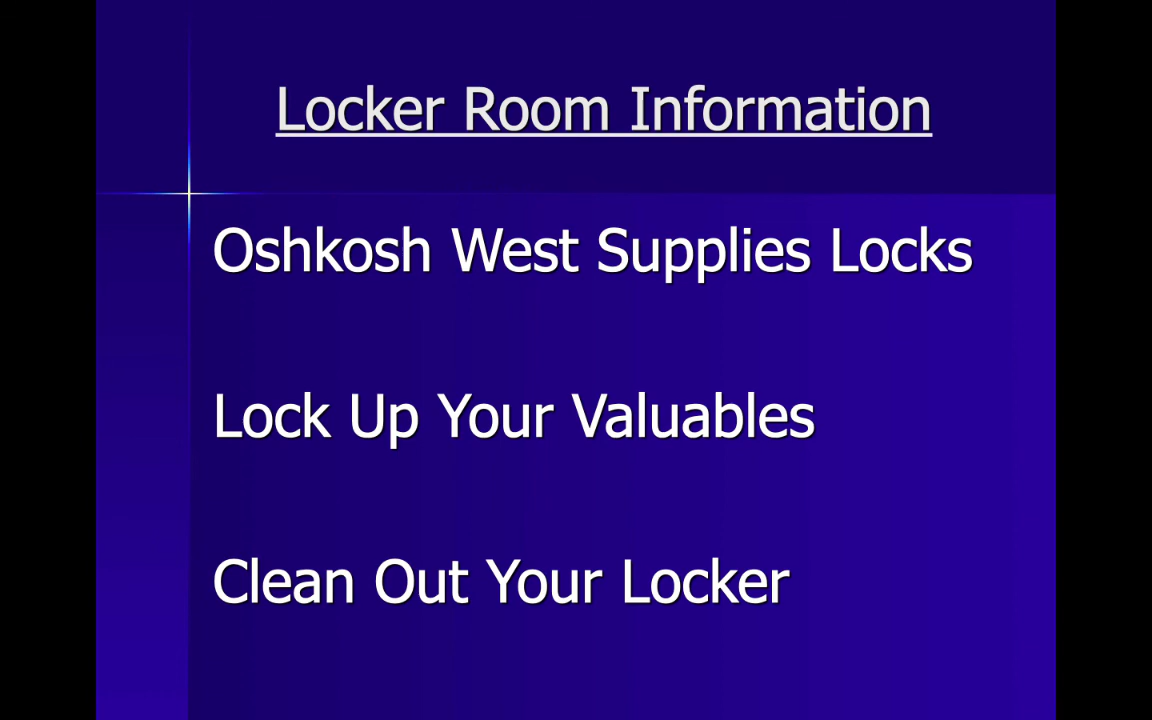 Locker Room Information
Oshkosh West Supplies Locks
Lock Up Your Valuables
Clean Out Your Locker